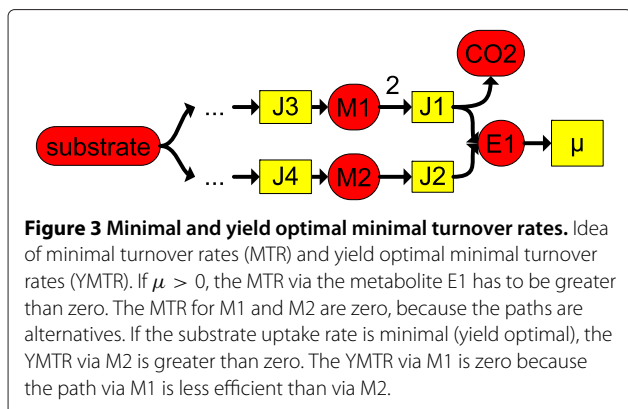 CO2
2
... J3 M1 J1
substrate E1 μ
... J4 M2 J2
Figure 3 Minimal and yield optimal minimal turnover rates. Idea
of minimal turnover rates (MTR) and yield optimal minimal turnover
rates (YMTR). If μ > 0, the MTR via the metabolite E1 has to be greater
than zero. The MTR for M1 and M2 are zero, because the paths are
alternatives. If the substrate uptake rate is minimal (yield optimal), the
YMTR via M2 is greater than zero. The YMTR via M1 is zero because
the path via M1 is less efficient than via M2.